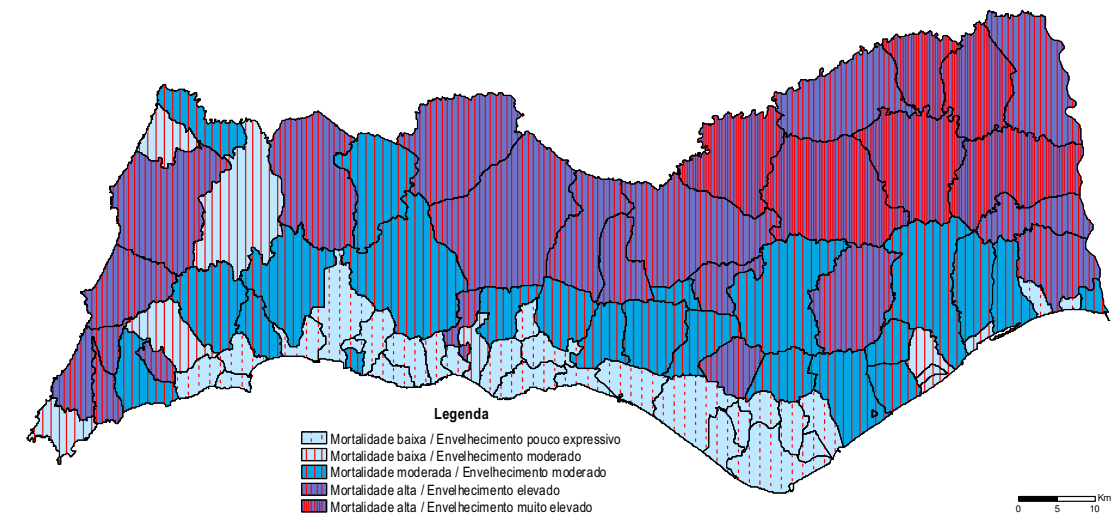 Legenda
Mortalidade baixa / Envelhecimento pouco expressivo
Mortalidade baixa / Envelhecimento moderado
Mortalidade moderada / Envelhecimento moderado
Mortalidade alta / Envelhecimento elevado
Mortalidade alta / Envelhecimento muito elevado
Km
0 5 10